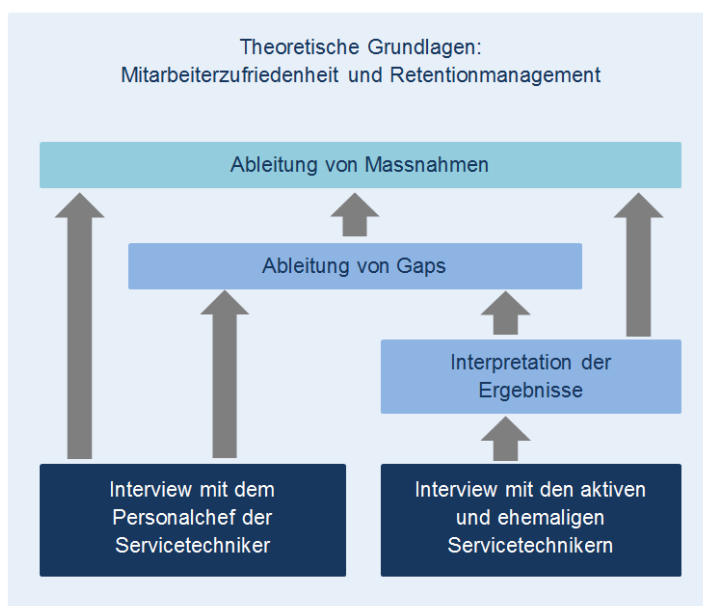 Theoretische Grundlagen:
Mitarbeiterzufriedenheit und Retentionmanagement
Ableitung von Massnahmen
Ableitung von Gaps
Interpretation der
Ergebnisse
Interview mit dem
Personalchef der
Servicetechniker
Interview mit den aktiven
und ehemaligen
Servicetechnikern